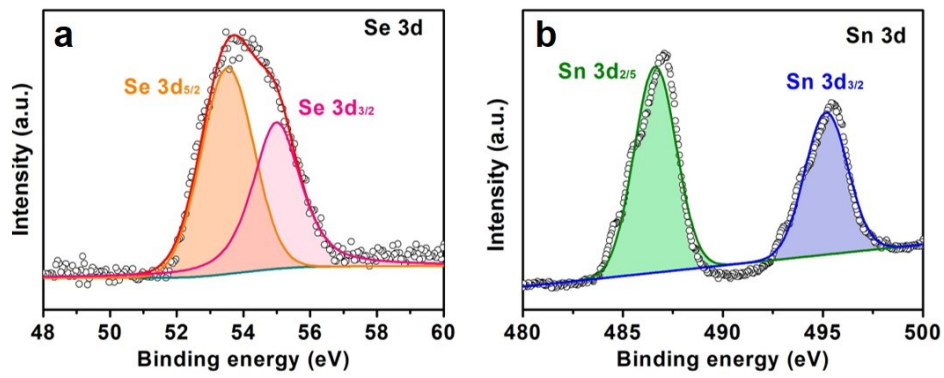 a
Se 3d
Se 3d5/2
Se 3d3/2
Intensity (a.u.)
48 50 52 54 56 58 60
Binding energy (eV)
b
Sn 3d
Sn 3d2/5
Sn 3d3/2
Intensity (a.u.)
480 485 490 495 500
Binding energy (eV)